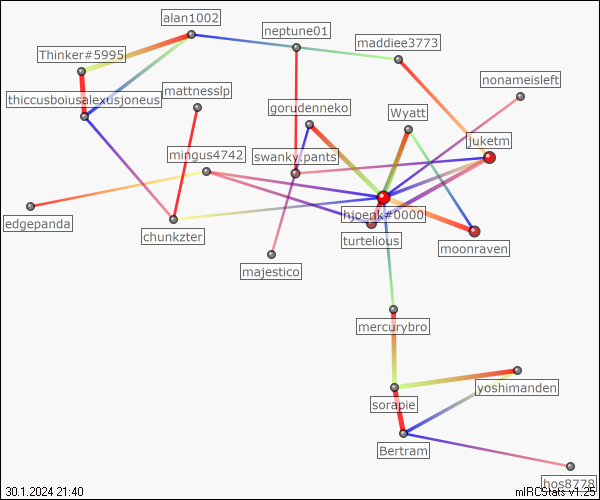 alan1002
neptune01
maddiee3773
Thinker#5995
nonameisleft
mattnesslp
thiccusboiusalexusjoneus
gorudenneko
Wyatt
juketm
mingus4742
swanky.pants
hjoenk#0000
edgepanda
chunkzter
turtelious
moonraven
majestico
mercurybro
yoshimanden
sorapie
Bertram
hos8778
30.1.2024 21:40
mIRCStats v1.25